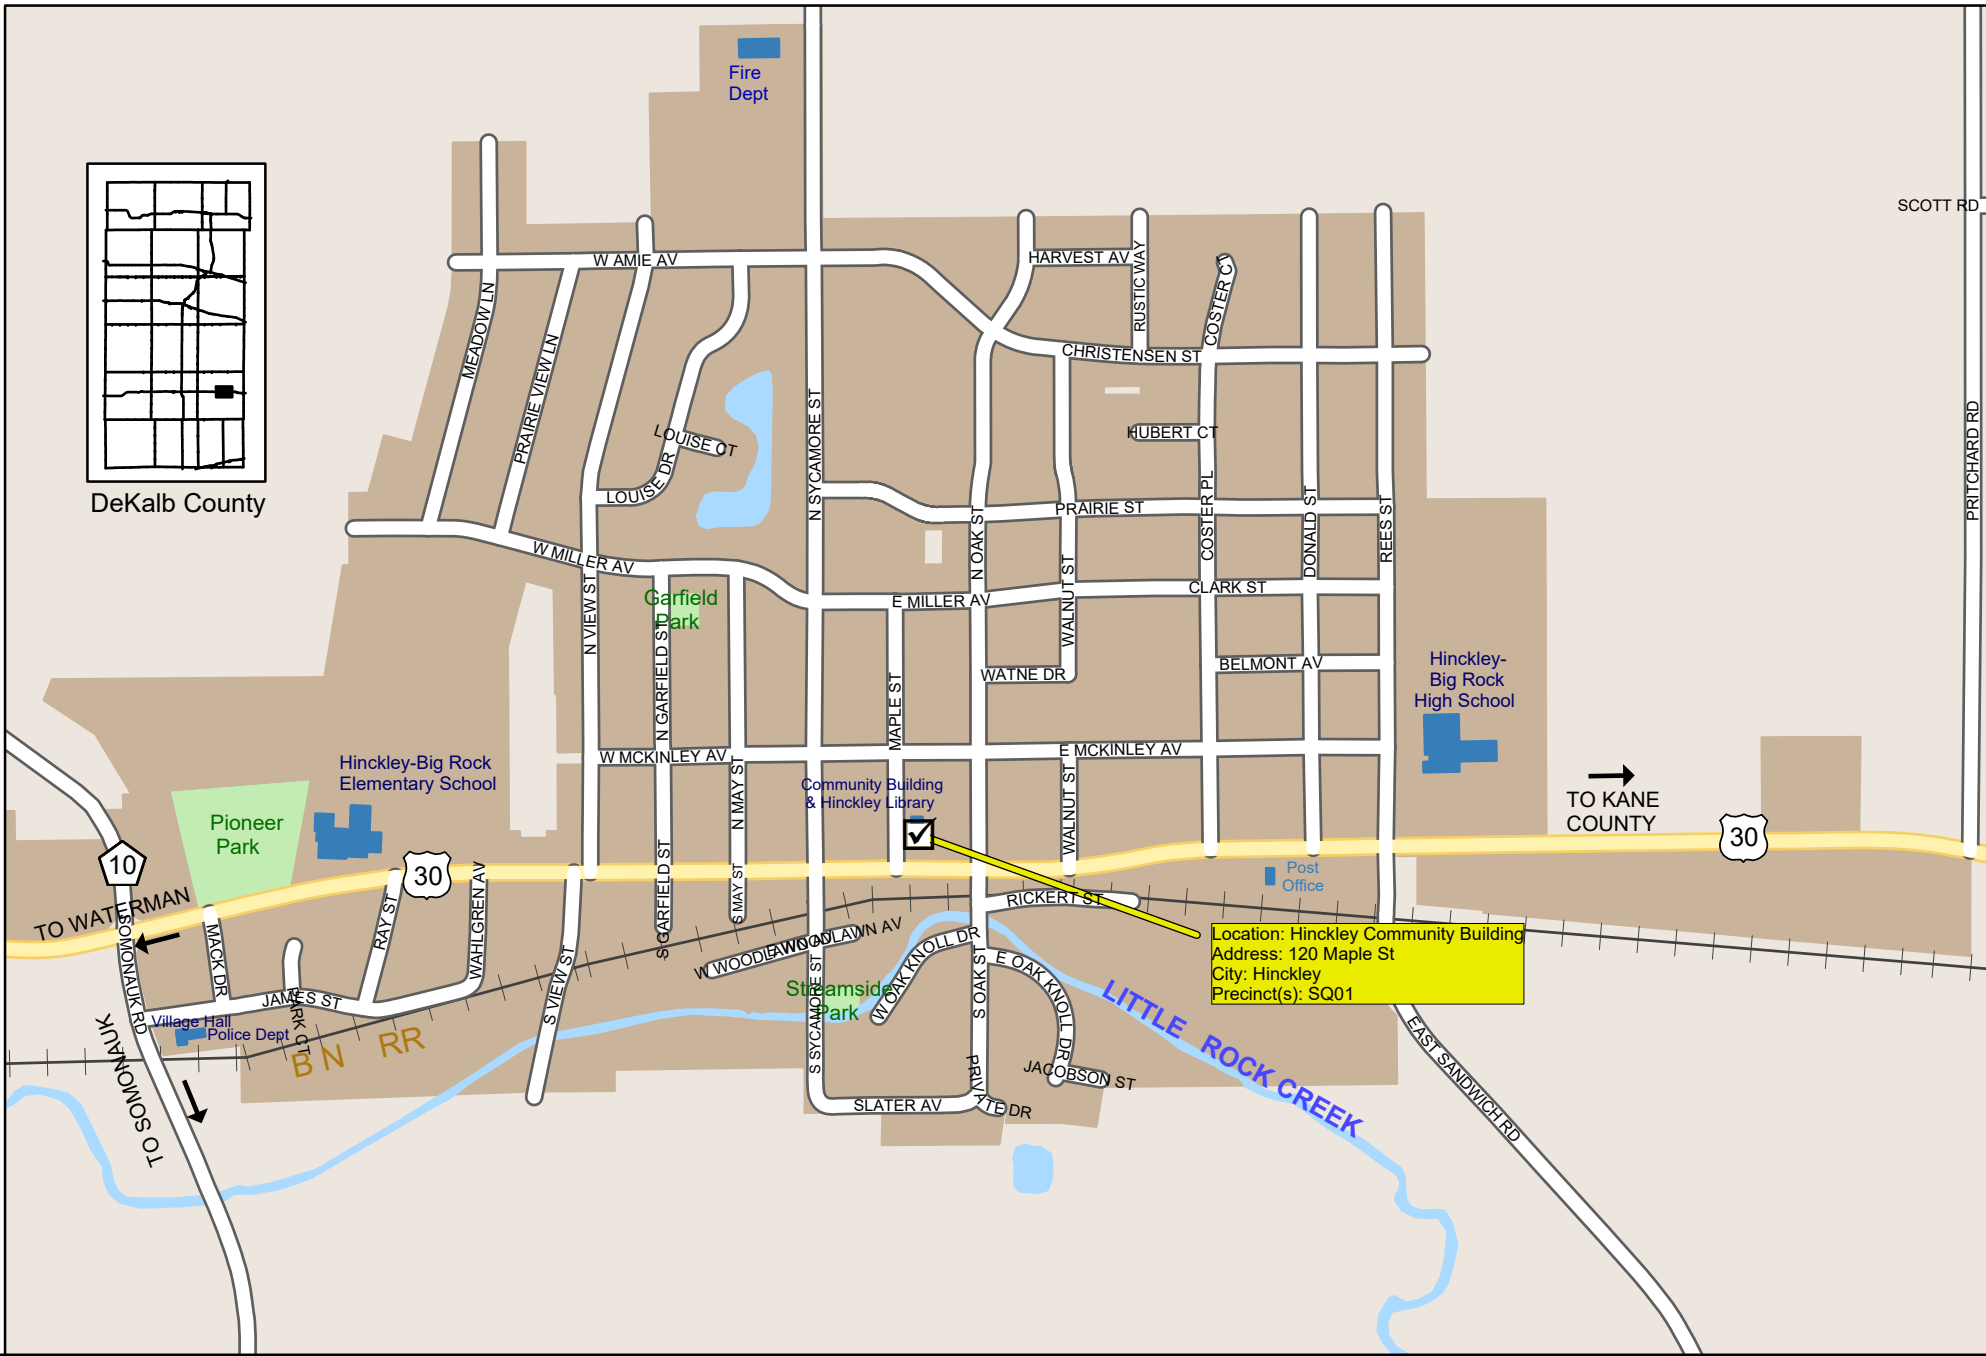 Fire
Dept
SCOTT RD
W AMIE AV
HARVEST AV
RUSTIC WAY
COSTER CT
MEADOW LN
PRAIRIE VIEW LN
CHRISTENSEN ST
DeKalb County
LOUISE CT
LOUISE DR
N SYCAMORE ST
HUBERT CT
PRITCHARD RD
PRAIRIE ST
COSTER PL
DONALD ST
REES ST
N OAK ST
W MILLER AV
N VIEW ST
Garfield
Park
E MILLER AV
WALNUT ST
CLARK ST
N GARFIELD ST
WATNE DR
BELMONT AV
Hinckley-
Big Rock
High School
MAPLE ST
W MCKINLEY AV
E MCKINLEY AV
Hinckley-Big Rock
Elementary School
N MAY ST
Community Building
& Hinckley Library
WALNUT ST
TO KANE
COUNTY
Pioneer
Park
10
30
30
Post
Office
TO WATERMAN
SOMONAUK RD
MACK DR
RAY ST
WAHLGREN AV
S GARFIELD ST
S MAY ST
RICKERT ST
W WOODLAWN AV
E WOODLAWN AV
W OAK KNOLL DR
E OAK KNOLL DR
S OAK ST
S SYCAMORE ST
S VIEW ST
JAMES ST
PARK CT
Village Hall
Police Dept
Streamside
Park
B N RR
TO SOMONAUK
Location: Hinckley Community Building
Address: 120 Maple St
City: Hinckley
Precinct(s): SQ01
LITTLE ROCK CREEK
EAST SANDWICH RD
JACOBSON ST
PRIVATE DR
SLATER AV